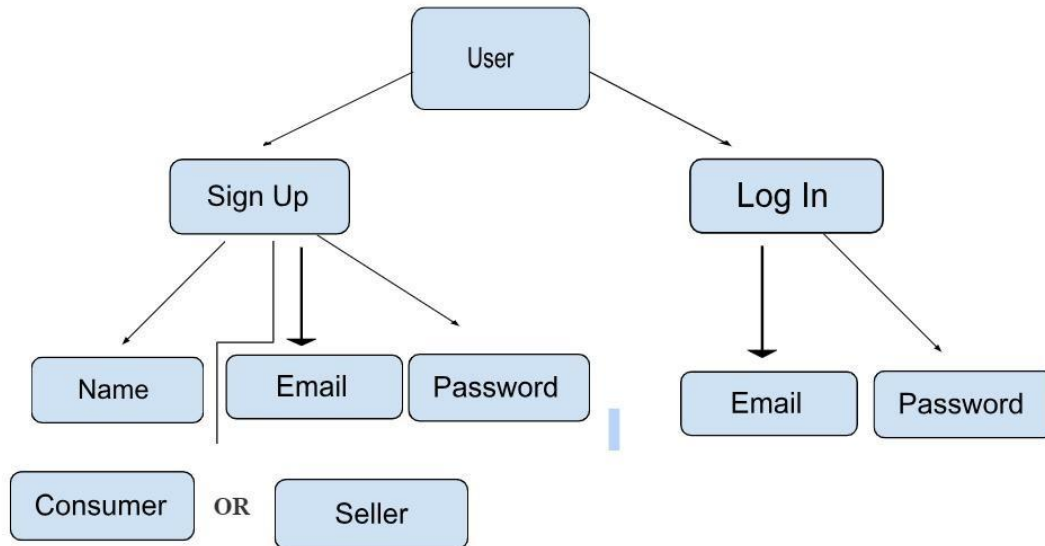 User
Sign Up
Log In
Name
Email
Password
Email
Password
Consumer OR Seller